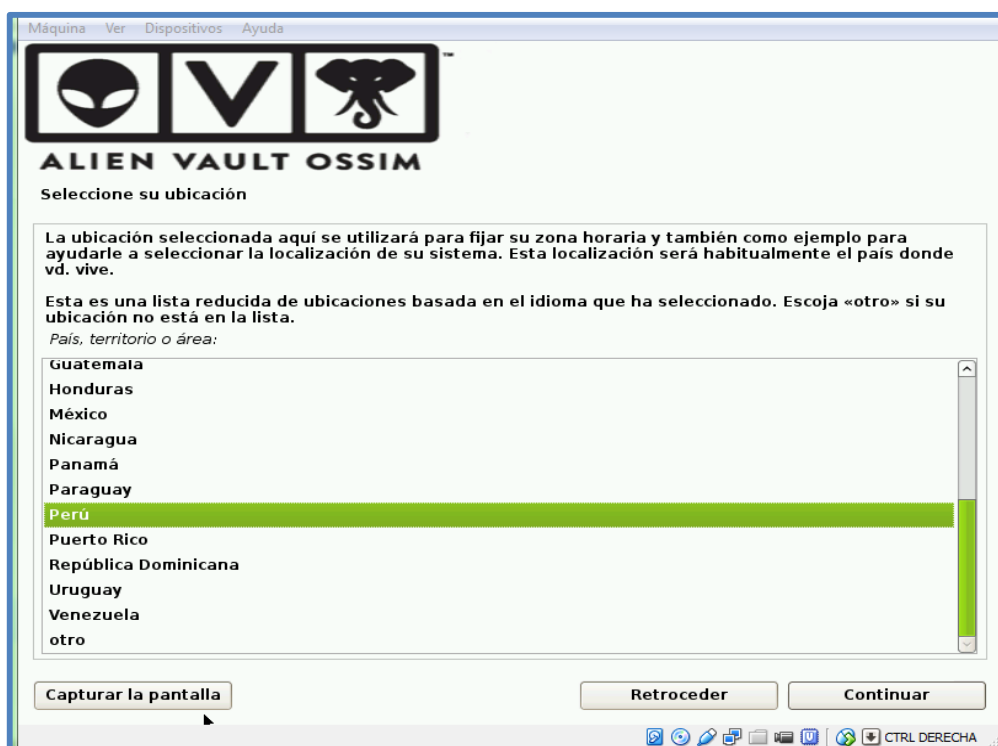 Máquina Ver Dispositivos Ayuda
V
™
ALIEN VAULT OSSIM
Seleccione su ubicación
La ubicación seleccionada aquí se utilizará para fijar su zona horaria y también como ejemplo para
ayudarle a seleccionar la localización de su sistema. Esta localización será habitualmente el país donde
vd. vive.
Esta es una lista reducida de ubicaciones basada en el idioma que ha seleccionado. Escoja «otro» si su
ubicación no está en la lista.
País, territorio o área:
Guatemala
Honduras
México
Nicaragua
Panamá
Paraguay
Perú
Puerto Rico
República Dominicana
Uruguay
Venezuela
otro
Capturar la pantalla Retroceder Continuar
CTRL DERECHA